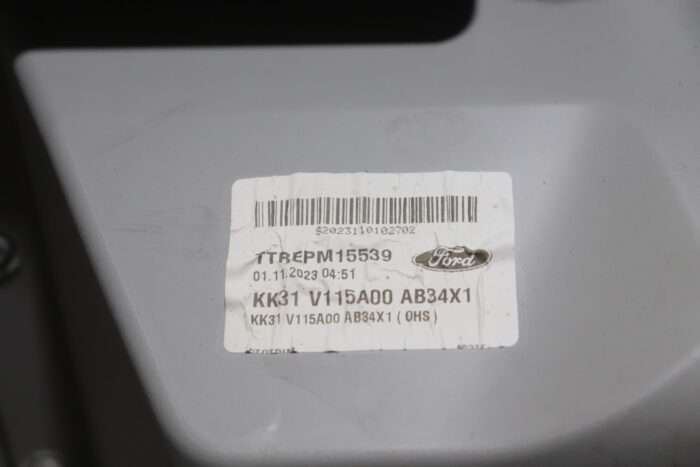 S2023110102702
TTREPM15539
Ford
01.11.2023 04:51
KK31 V115A00 AB34X1
KK31 V115A00 AB34X1 ( OHS )